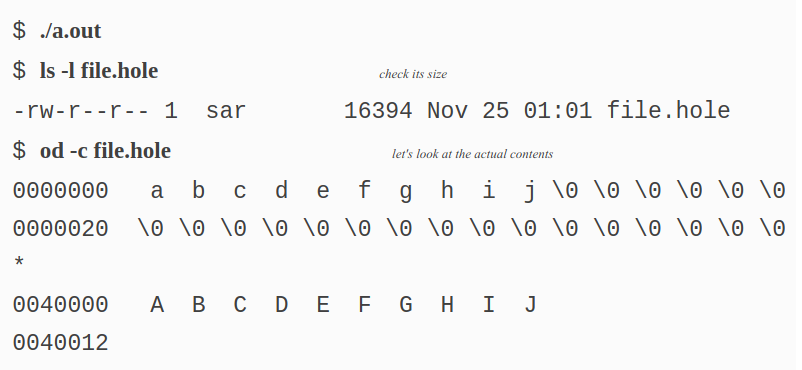 $ ./a.out
$ ls -l file.hole check its size
-rw-r--r-- 1 sar 16394 Nov 25 01:01 file.hole
$ od -c file.hole let's look at the actual contents
0000000 a b c d e f g h i j \0 \0 \0 \0 \0 \0
0000020 \0 \0 \0 \0 \0 \0 \0 \0 \0 \0 \0 \0 \0 \0 \0 \0
*
0040000 A B C D E F G H I J
0040012